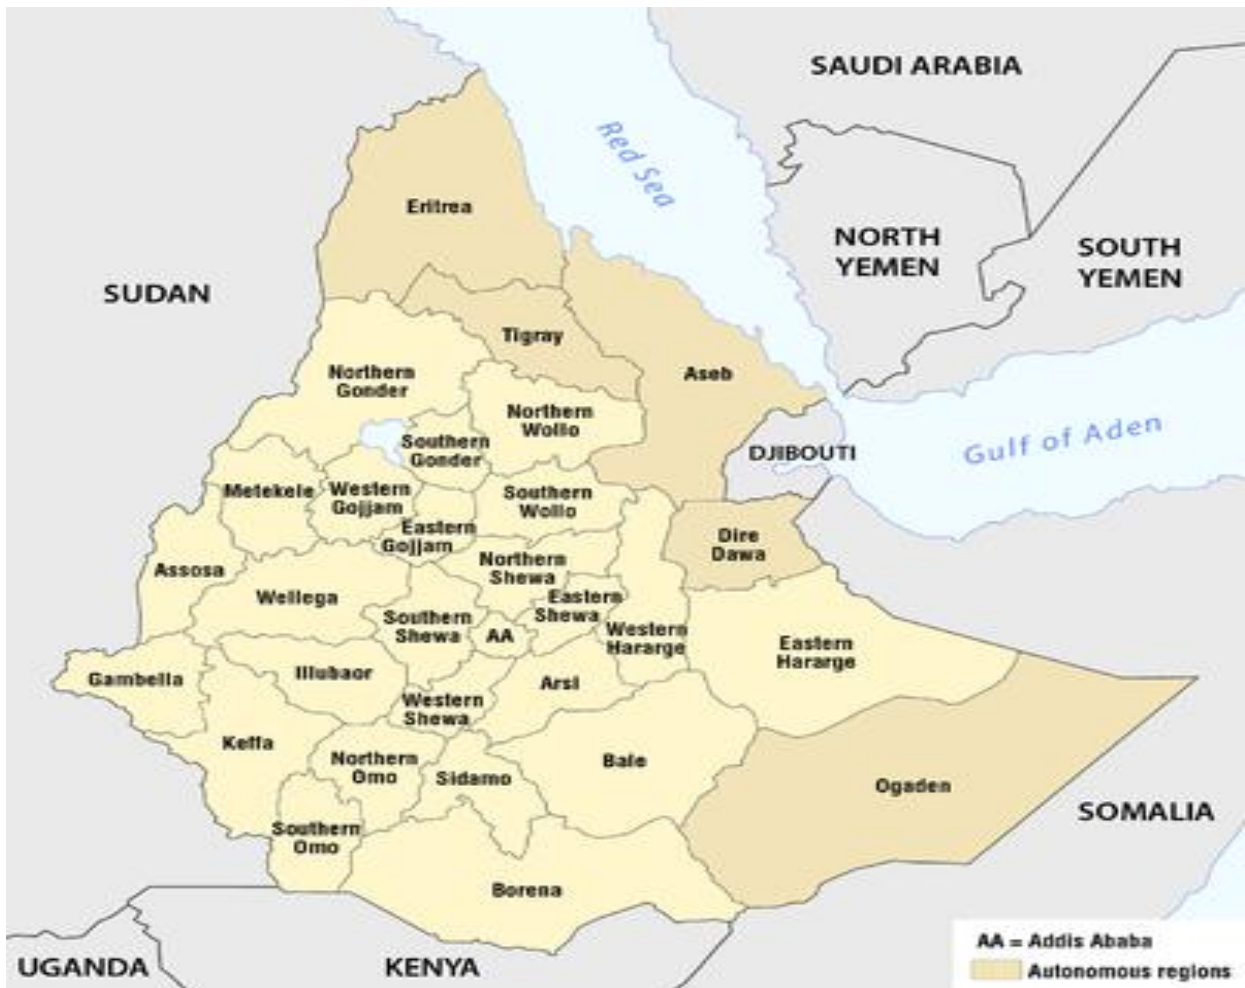 SAUDI ARABIA
Red Sea
Eritrea
NORTH
YEMEN
SOUTH
YEMEN
SUDAN
Tigray
Aseb
Northern
Gonder
Northern
Wollo
Southern
Gonder
DJIBOUTI
Gulf of Aden
Metekele
Western
Gojjam
Southern
Wollo
Eastern
Gojjam
Dire
Dawa
Assosa
Northern
Shewa
Wellega
Eastern
Shewa
Southern
Shewa
AA
Western
Hararge
Eastern
Hararge
Gambella
Illubaor
Arsi
Western
Shewa
Keffa
Northern
Omo
Sidamo
Bale
Ogaden
SOMALIA
Southern
Omo
Borena
UGANDA
KENYA
AA = Addis Ababa
Autonomous regions